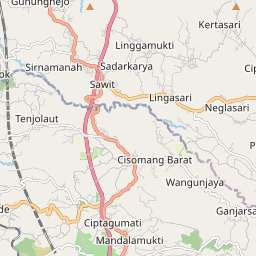 Gununghejo
Kertasari
Linggamukti
Sirnamanah
Sadarkarya
Sawit
Lingasari
Neglasari
Tenjolaut
Cisomang Barat
Wangunjaya
Ganjarsa
Ciptagumati
Mandalamukti